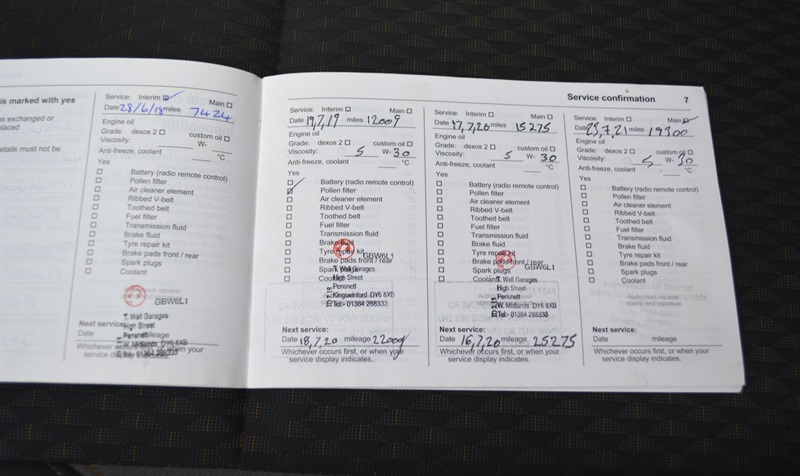 is marked with yes
as exchanged or
placed
etails must not be
Service: Interim Main
Date 28/6/18 miles 7424
Engine oil
Grade: dexos 2 custom oil
Viscosity: W-
Anti-freeze, coolant °C
Yes
Battery (radio remote control)
Pollen filter
Air cleaner element
Ribbed V-belt
Toothed belt
Fuel filter
Transmission fluid
Brake fluid
Tyre repair kit
Brake pads front / rear
Spark plugs
Coolant
GBW6L1
T. Wall Garages
High Street
Pensnett
W. Midlands DY6 8XB
01384 288333
Next service:
Date mileage
Whichever occurs first, or when your
service display indicates.
Service confirmation 7
Service: Interim Main
Date 19,7,19 miles 12009
Engine oil
Grade: dexos 2 custom oil
Viscosity: 5 W-30
Anti-freeze, coolant °C
Yes
Battery (radio remote control)
Pollen filter
Air cleaner element
Ribbed V-belt
Toothed belt
Fuel filter
Transmission fluid
Brake fluid
Tyre repair kit
GBW6L1
Brake pads front / rear
Spark plugs
Coolant
T. Wall Garages
High Street
Pensnett
Kingswinford DY6 8XB
Tel:- 01384 288333
Next service:
Date 18,7,20 mileage 22009
Whichever occurs first, or when your
service display indicates.
Service: Interim Main
Date 17,7,20 miles 15275
Engine oil
Grade: dexos 2 custom oil
Viscosity: 5 W-30
Anti-freeze, coolant °C
Yes
Battery (radio remote control)
Pollen filter
Air cleaner element
Ribbed V-belt
Toothed belt
Fuel filter
Transmission fluid
Brake fluid
Tyre repair kit
Brake pads front / rear
GBW6L1
Spark plugs
Coolant
T. Wall Garages
High Street
Pensnett
W. Midlands DY6 8XB
Tel:- 01384 288333
Next service:
Date 16,7,20 mileage 25275
Whichever occurs first, or when your
service display indicates.
Service: Interim Main
Date 23,7,21 miles 19300
Engine oil
Grade: dexos 2 custom oil
Viscosity: 5 W-30
Anti-freeze, coolant °C
Yes
Battery (radio remote control)
Pollen filter
Air cleaner element
Ribbed V-belt
Toothed belt
Fuel filter
Transmission fluid
Brake fluid
Tyre repair kit
Brake pads front / rear
Spark plugs
Coolant
Next service:
Date mileage
Whichever occurs first, or when your
service display indicates.